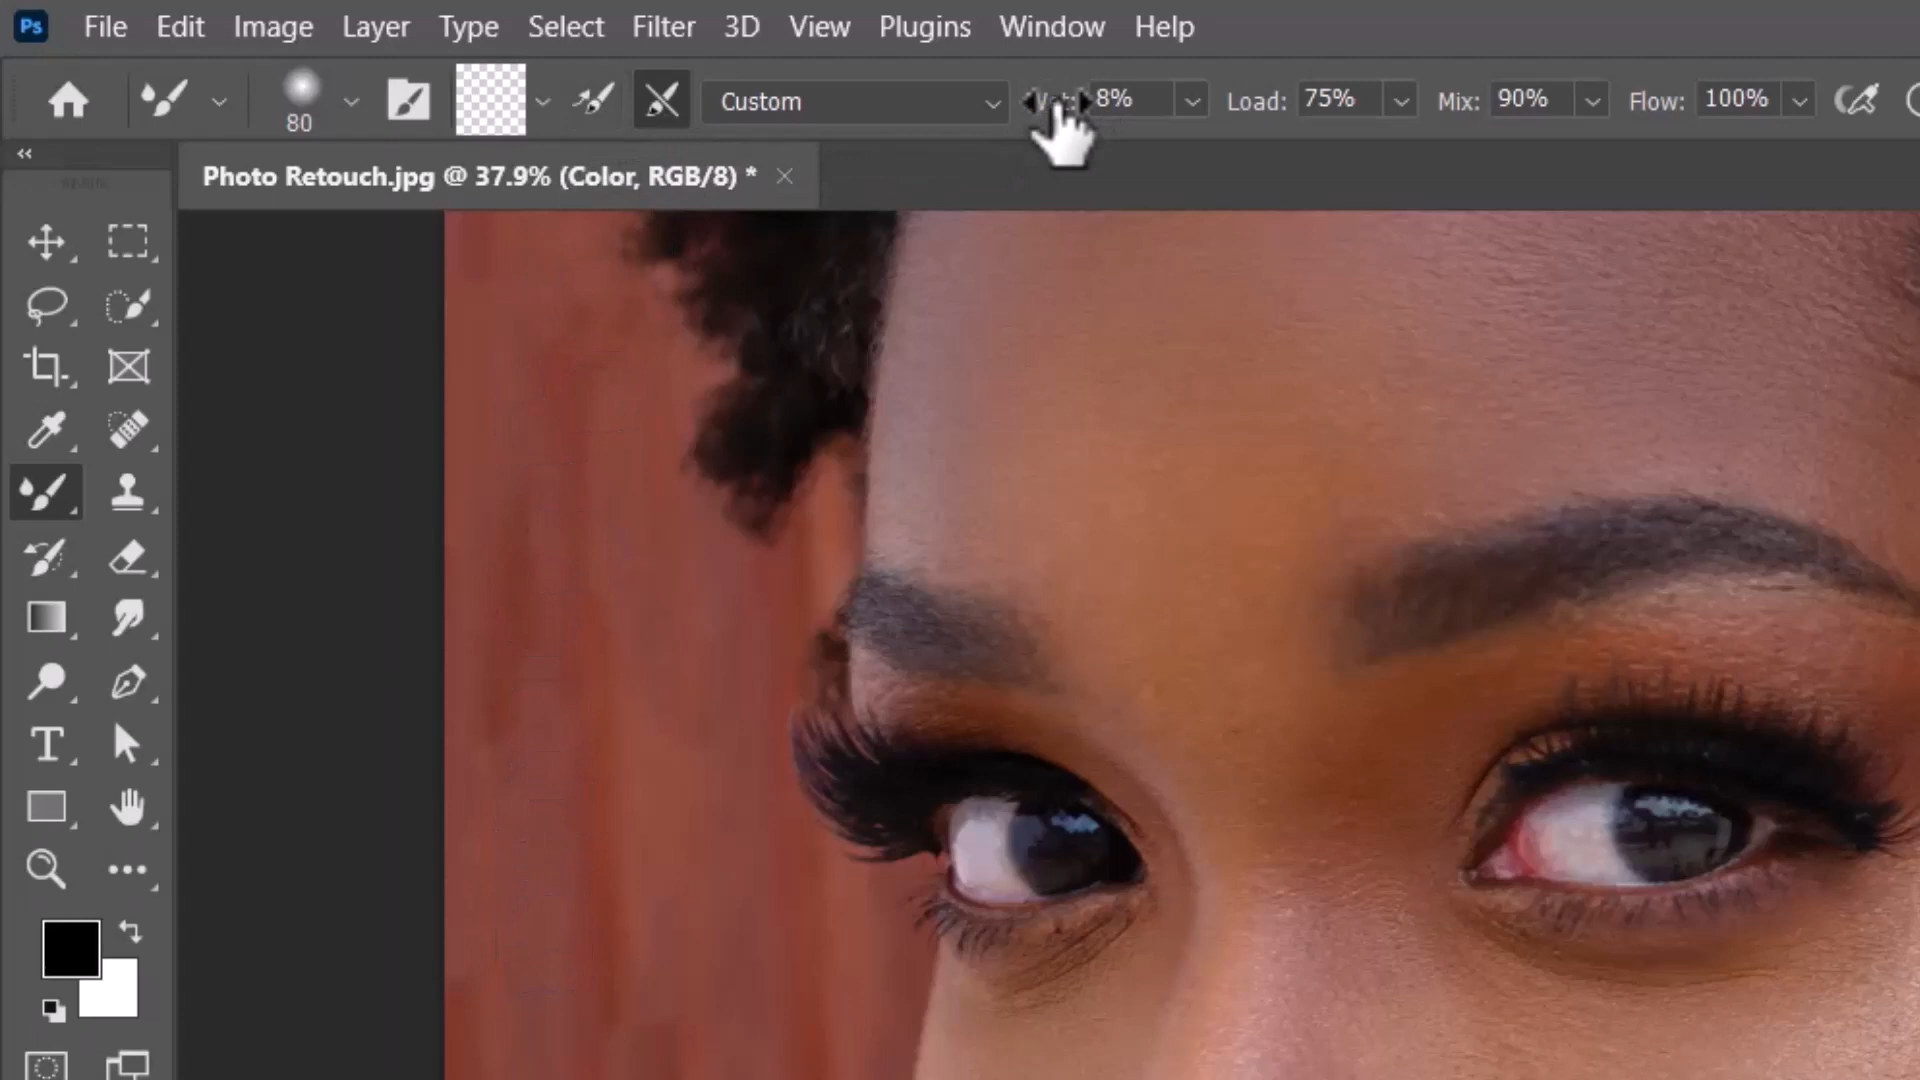 Ps File Edit Image Layer Type Select Filter 3D View Plugins Window Help
80 Custom 8% Load: 75% Mix: 90% Flow: 100%
Photo Retouch.jpg @ 37.9% (Color, RGB/8) *